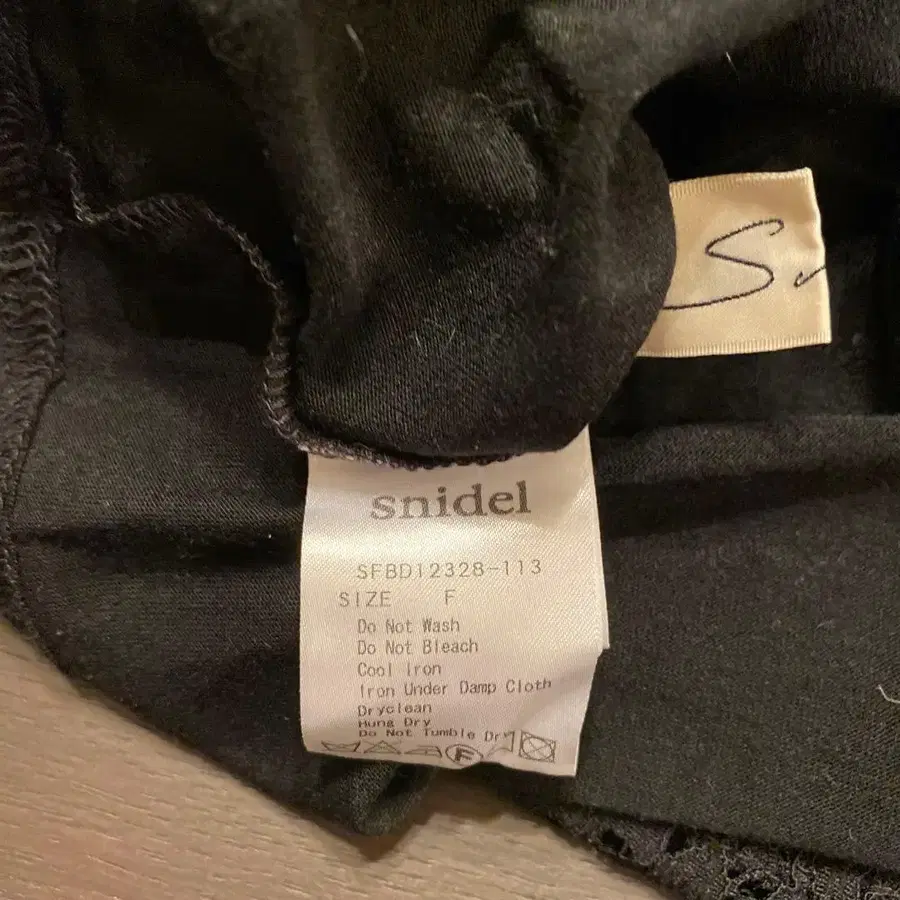 S
snidel
SFBD12328-113
SIZE F
Do Not Wash
Do Not Bleach
Cool Iron
Iron Under Damp Cloth
Dryclean
Hung Dry
Do Not Tumble Dry
F